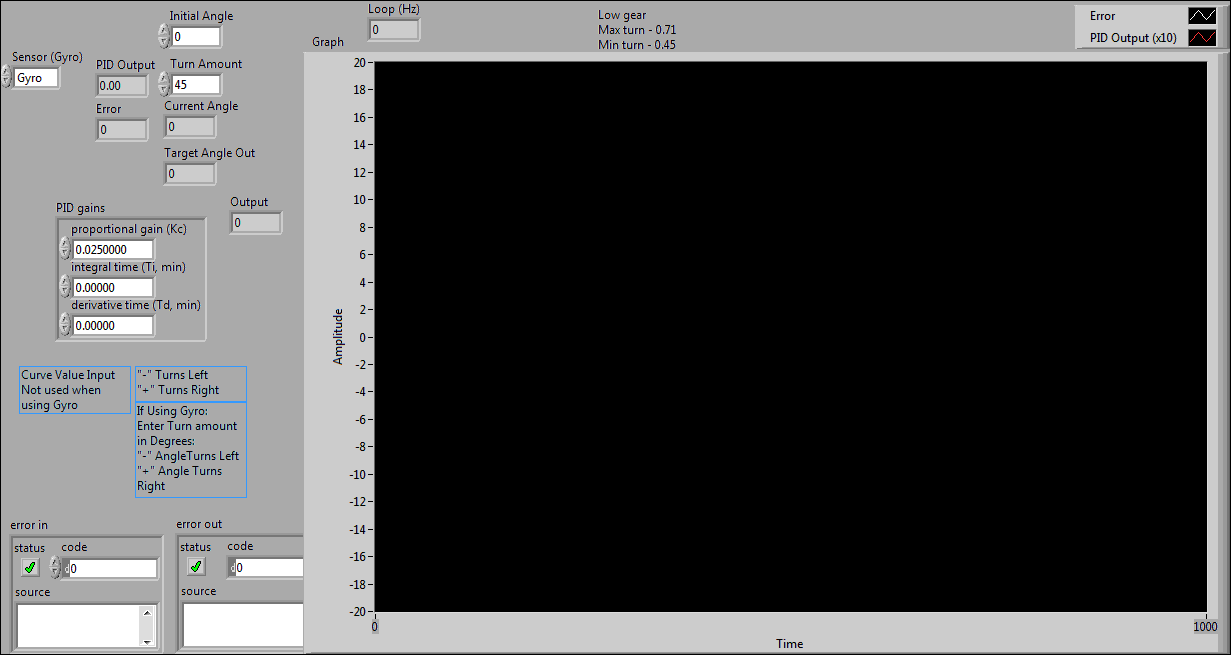 Initial Angle
0
Loop (Hz)
0
Low gear
Max turn - 0.71
Min turn - 0.45
Error
PID Output (x10)
Graph
Sensor (Gyro)
Gyro
PID Output
0.00
Turn Amount
45
Error
0
Current Angle
0
Target Angle Out
0
Output
0
PID gains
proportional gain (Kc)
0.0250000
integral time (Ti, min)
0.00000
derivative time (Td, min)
0.00000
Curve Value Input
Not used when
using Gyro
"-" Turns Left
"+" Turns Right
If Using Gyro:
Enter Turn amount
in Degrees:
"-" AngleTurns Left
"+" Angle Turns
Right
error in
status
code
d0
source
error out
status
code
d0
source
Amplitude
20
18
16
14
12
10
8
6
4
2
0
-2
-4
-6
-8
-10
-12
-14
-16
-18
-20
0
1000
Time